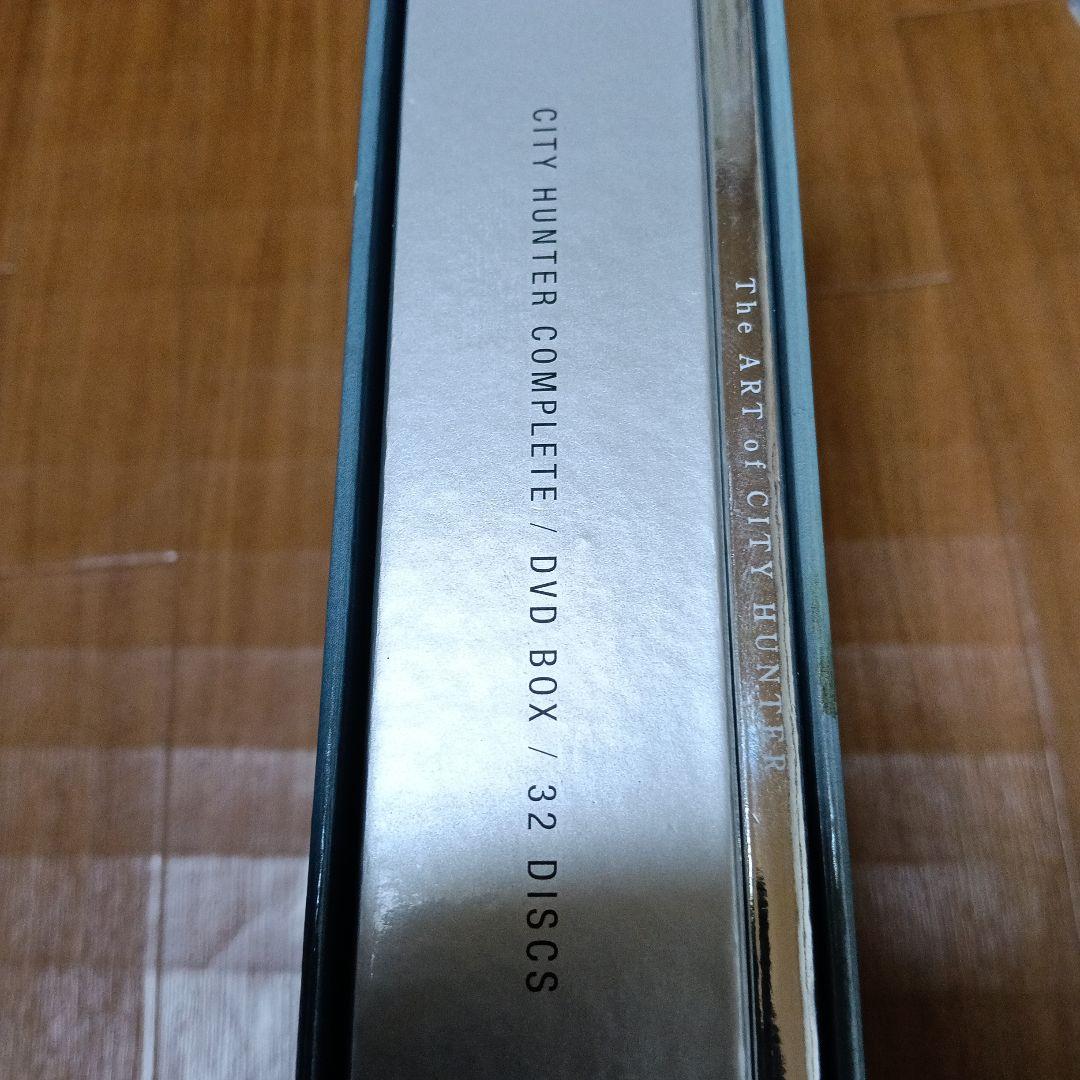 CITY HUNTER COMPLETE / DVD BOX / 32 DISCS
The ART of CITY HUNTER